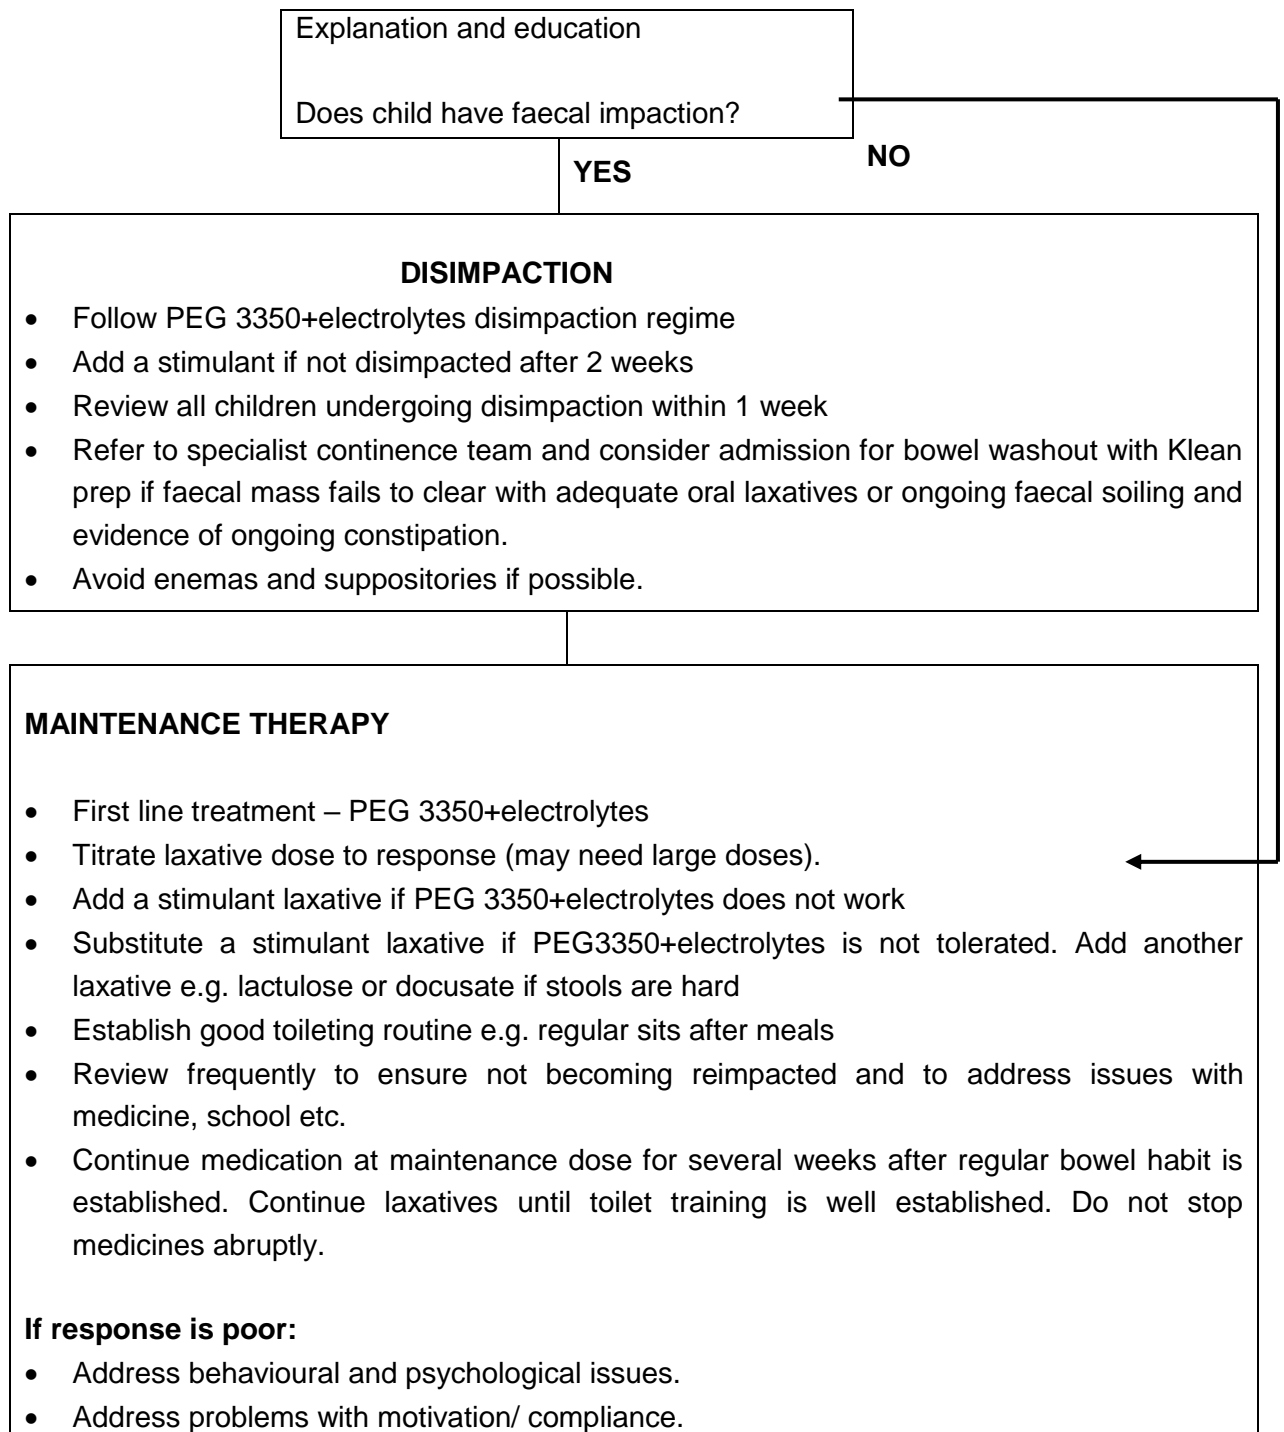 Explanation and education
Does child have faecal impaction?
YES
NO
DISIMPACTION
• Follow PEG 3350+electrolytes disimpaction regime
• Add a stimulant if not disimpacted after 2 weeks
• Review all children undergoing disimpaction within 1 week
• Refer to specialist continence team and consider admission for bowel washout with Klean
prep if faecal mass fails to clear with adequate oral laxatives or ongoing faecal soiling and
evidence of ongoing constipation.
• Avoid enemas and suppositories if possible.
MAINTENANCE THERAPY
• First line treatment – PEG 3350+electrolytes
• Titrate laxative dose to response (may need large doses).
• Add a stimulant laxative if PEG 3350+electrolytes does not work
• Substitute a stimulant laxative if PEG3350+electrolytes is not tolerated. Add another
laxative e.g. lactulose or docusate if stools are hard
• Establish good toileting routine e.g. regular sits after meals
• Review frequently to ensure not becoming reimpacted and to address issues with
medicine, school etc.
• Continue medication at maintenance dose for several weeks after regular bowel habit is
established. Continue laxatives until toilet training is well established. Do not stop
medicines abruptly.
If response is poor:
• Address behavioural and psychological issues.
• Address problems with motivation/ compliance.